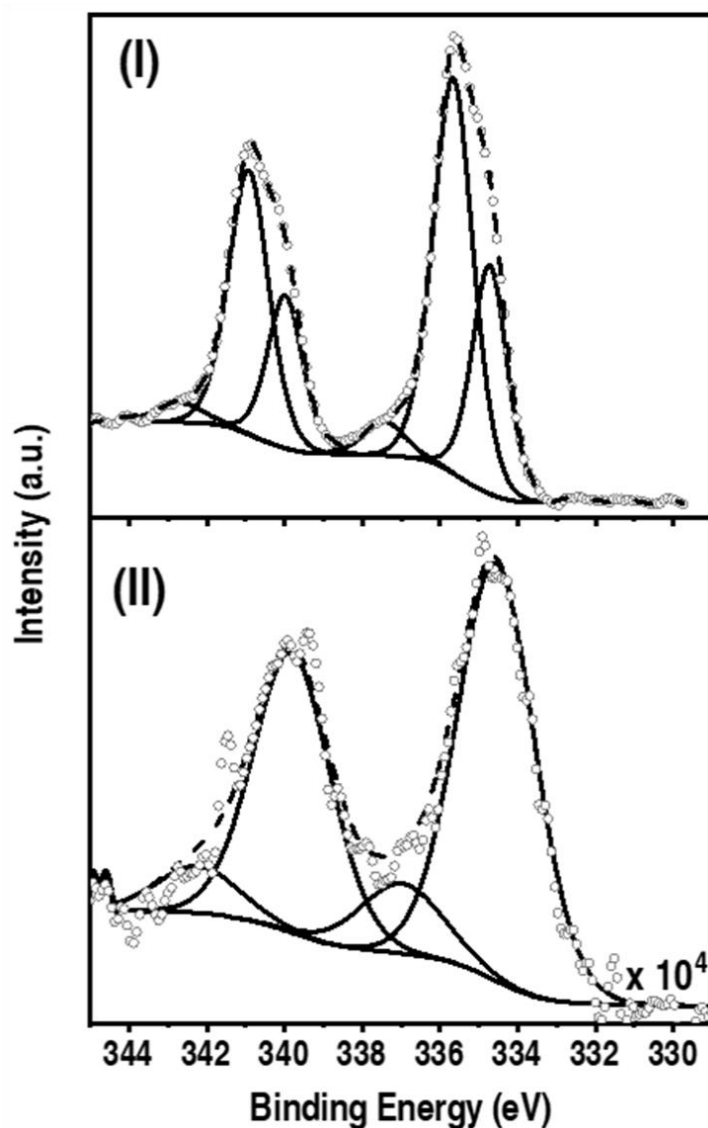 (I)
Intensity (a.u.)
(II)
x 10⁴
344 342 340 338 336 334 332 330
Binding Energy (eV)